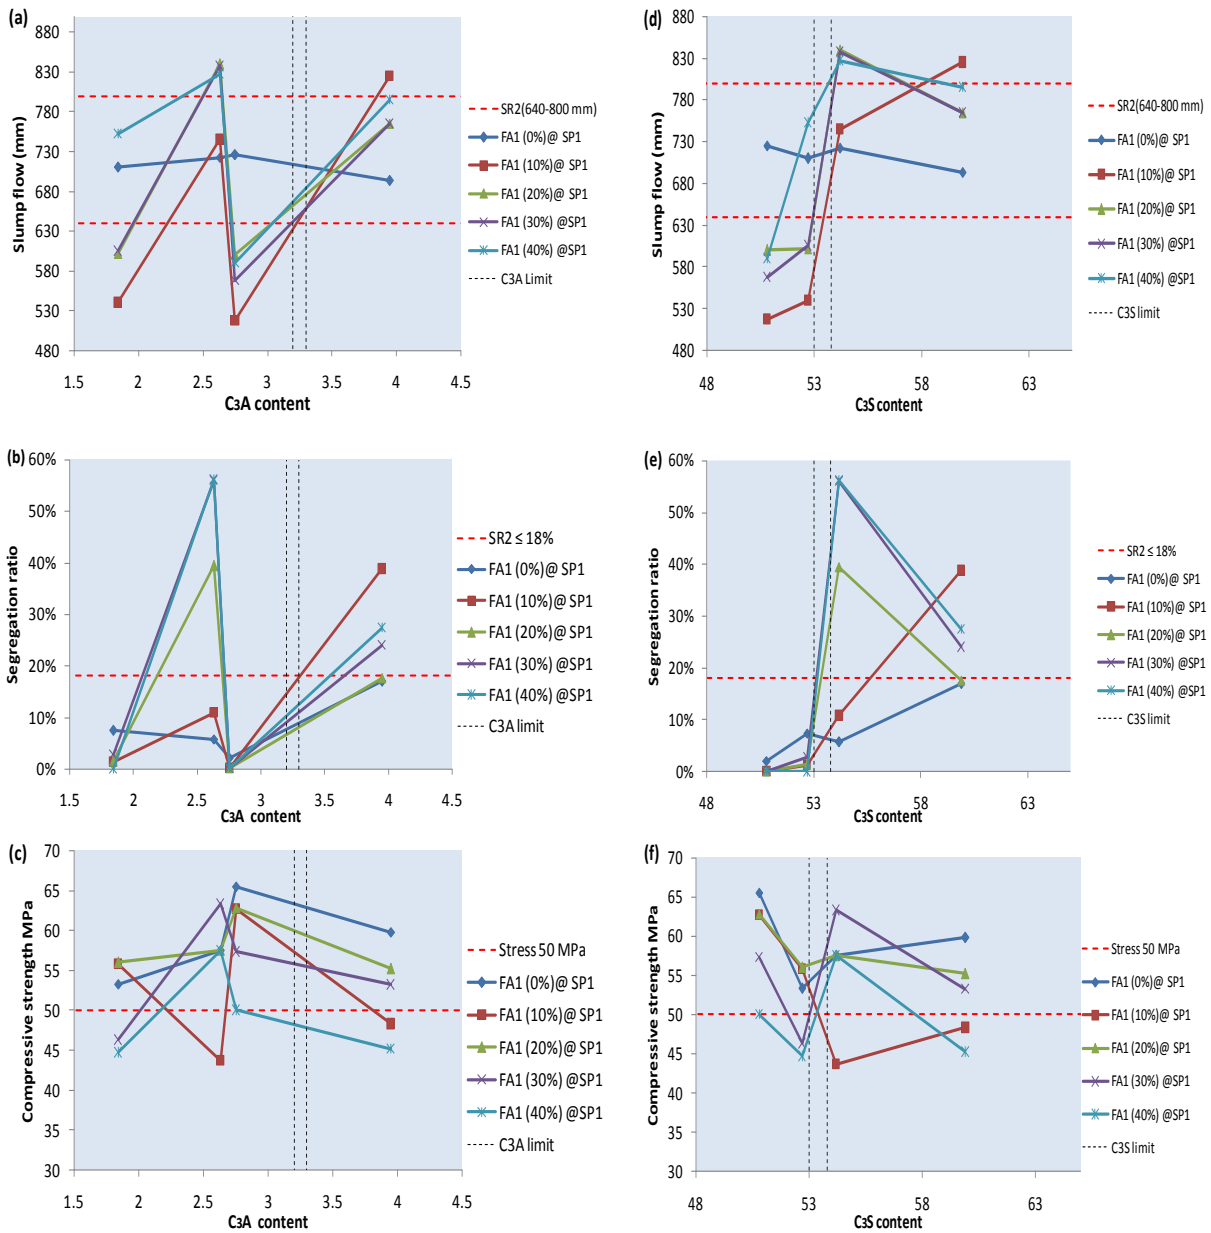 (a)
880
830
780
730
680
630
580
530
480
Slump flow (mm)
1.5 2 2.5 3 3.5 4 4.5
C3A content
SR2(640-800 mm)
FA1 (0%)@ SP1
FA1 (10%)@ SP1
FA1 (20%)@ SP1
FA1 (30%) @SP1
FA1 (40%) @SP1
C3A Limit
(d)
880
830
780
730
680
630
580
530
480
Slump flow (mm)
48 53 58 63
C3S content
SR2(640-800 mm)
FA1 (0%)@ SP1
FA1 (10%)@ SP1
FA1 (20%)@ SP1
FA1 (30%) @SP1
FA1 (40%) @SP1
C3S limit
(b)
60%
50%
40%
30%
20%
10%
0%
Segregation ratio
1.5 2 2.5 3 3.5 4 4.5
C3A content
SR2 ≤ 18%
FA1 (0%)@ SP1
FA1 (10%)@ SP1
FA1 (20%)@ SP1
FA1 (30%) @SP1
FA1 (40%) @SP1
C3A limit
(e)
60%
50%
40%
30%
20%
10%
0%
Segregation ratio
48 53 58 63
C3S content
SR2 ≤ 18%
FA1 (0%)@ SP1
FA1 (10%)@ SP1
FA1 (20%)@ SP1
FA1 (30%) @SP1
FA1 (40%) @SP1
C3S limit
(c)
70
65
60
55
50
45
40
35
30
Compressive strength MPa
1.5 2 2.5 3 3.5 4 4.5
C3A content
Stress 50 MPa
FA1 (0%)@ SP1
FA1 (10%)@ SP1
FA1 (20%)@ SP1
FA1 (30%) @SP1
FA1 (40%) @SP1
C3A limit
(f)
70
65
60
55
50
45
40
35
30
Compressive strength MPa
48 53 58 63
C3S content
Stress 50 MPa
FA1 (0%)@ SP1
FA1 (10%)@ SP1
FA1 (20%)@ SP1
FA1 (30%) @SP1
FA1 (40%) @SP1
C3S limit